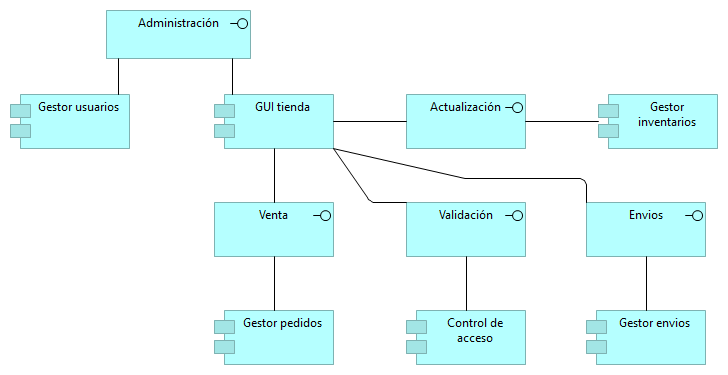 Administración
Gestor usuarios
GUI tienda
Actualización
Gestor
inventarios
Venta
Validación
Envios
Gestor pedidos
Control de
acceso
Gestor envios